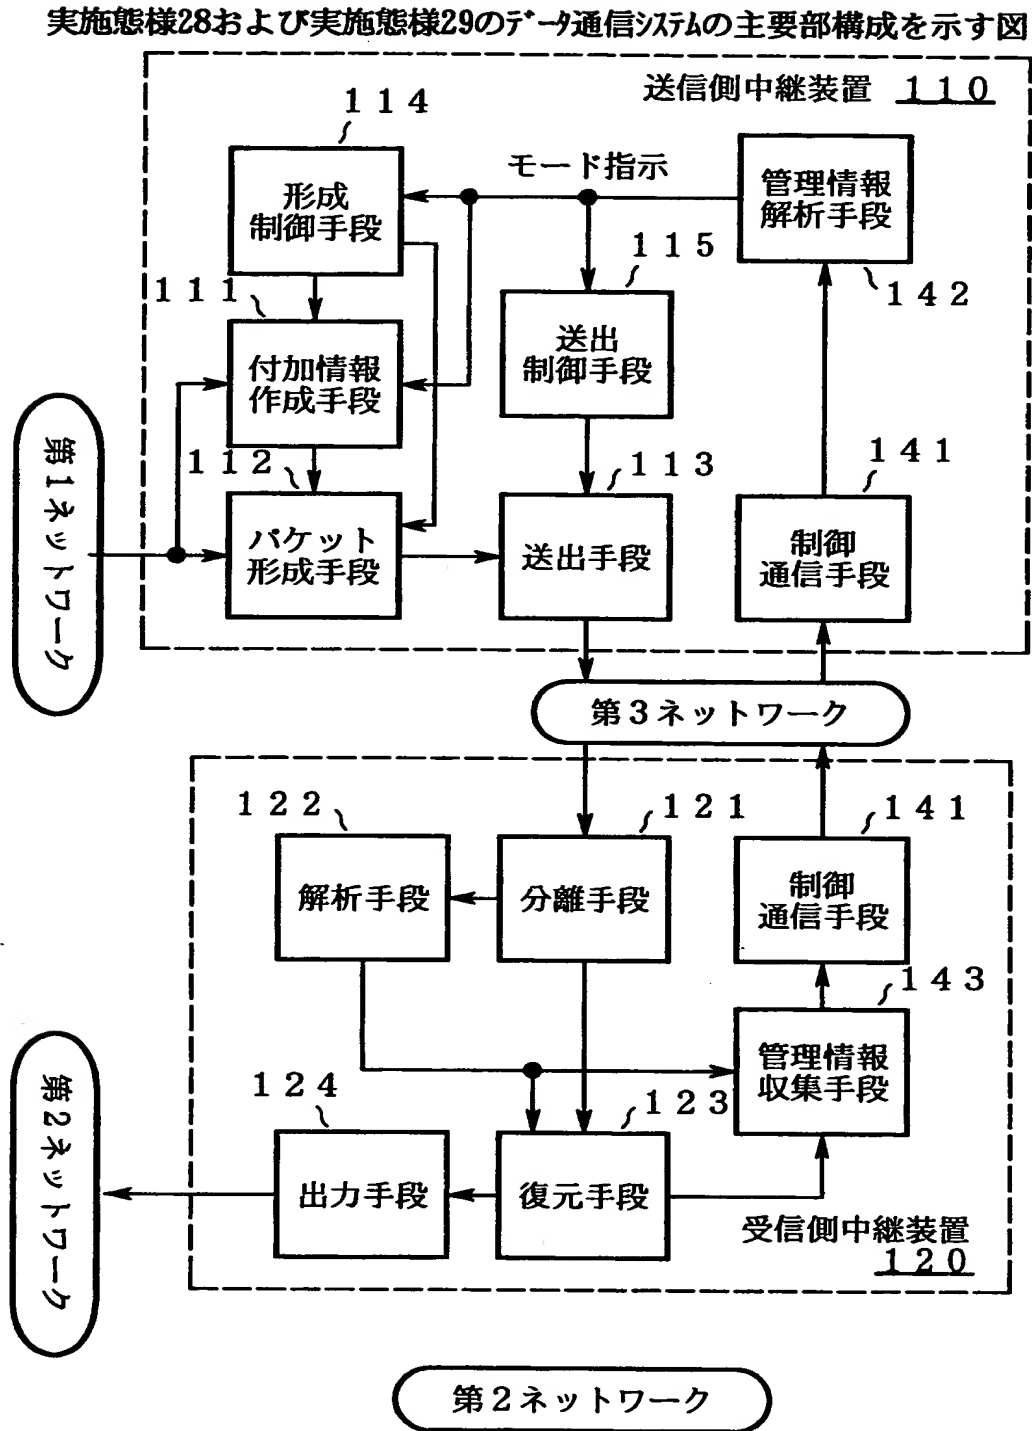 実施態様28および実施態様29のデータ通信システムの主要部構成を示す図
送信側中継装置 110
114
形成
制御手段
モード指示
管理情報
解析手段
142
115
送出
制御手段
111
付加情報
作成手段
112
パケット
形成手段
113
送出手段
141
制御
通信手段
第1ネットワーク
第3ネットワーク
122
解析手段
121
分離手段
141
制御
通信手段
143
管理情報
収集手段
124
出力手段
123
復元手段
受信側中継装置
120
第2ネットワーク
第2ネットワーク